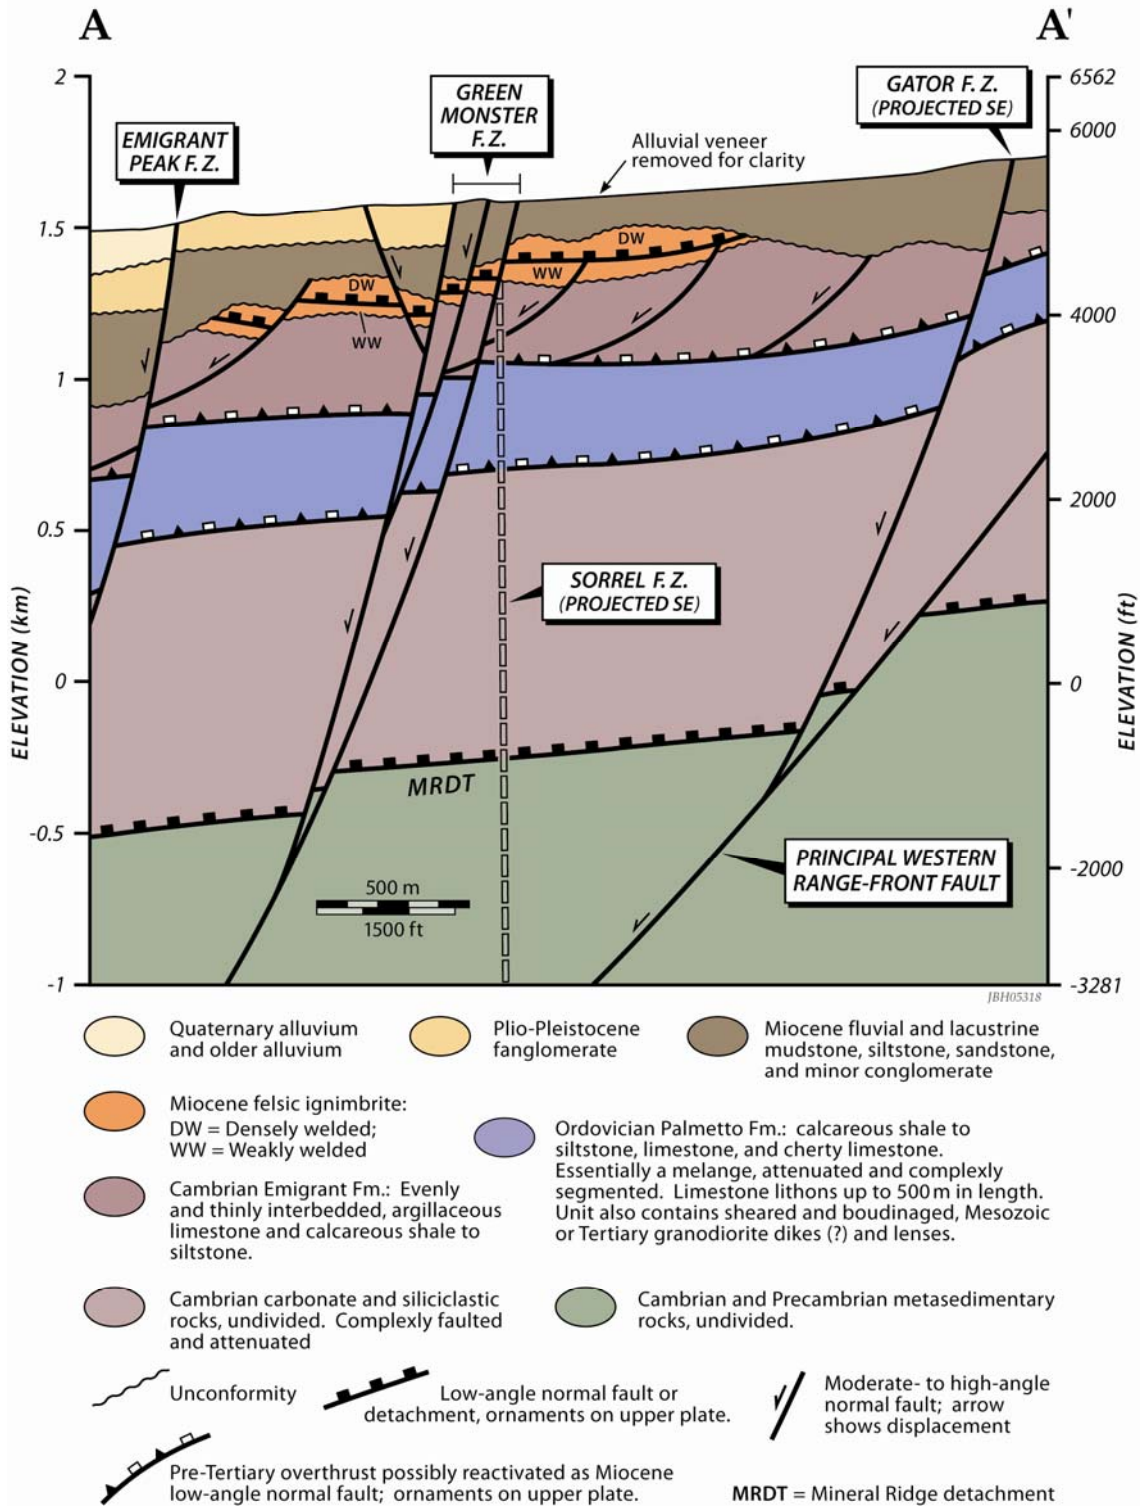 A
A'
2
6562
GREEN
MONSTER
F. Z.
GATOR F. Z.
(PROJECTED SE)
6000
EMIGRANT
PEAK F. Z.
Alluvial veneer
removed for clarity
1.5
DW
WW
DW
WW
4000
1
2000
0.5
SORREL F. Z.
(PROJECTED SE)
ELEVATION (km)
ELEVATION (ft)
0
0
MRDT
-0.5
PRINCIPAL WESTERN
RANGE-FRONT FAULT
-2000
500 m
1500 ft
-1
-3281
JBH05318
Quaternary alluvium
and older alluvium
Plio-Pleistocene
fanglomerate
Miocene fluvial and lacustrine
mudstone, siltstone, sandstone,
and minor conglomerate
Miocene felsic ignimbrite:
DW = Densely welded;
WW = Weakly welded
Ordovician Palmetto Fm.: calcareous shale to
siltstone, limestone, and cherty limestone.
Essentially a melange, attenuated and complexly
segmented. Limestone lithons up to 500 m in length.
Unit also contains sheared and boudinaged, Mesozoic
or Tertiary granodiorite dikes (?) and lenses.
Cambrian Emigrant Fm.: Evenly
and thinly interbedded, argillaceous
limestone and calcareous shale to
siltstone.
Cambrian carbonate and siliciclastic
rocks, undivided. Complexly faulted
and attenuated
Cambrian and Precambrian metasedimentary
rocks, undivided.
Unconformity
Low-angle normal fault or
detachment, ornaments on upper plate.
Moderate- to high-angle
normal fault; arrow
shows displacement
Pre-Tertiary overthrust possibly reactivated as Miocene
low-angle normal fault; ornaments on upper plate.
MRDT = Mineral Ridge detachment